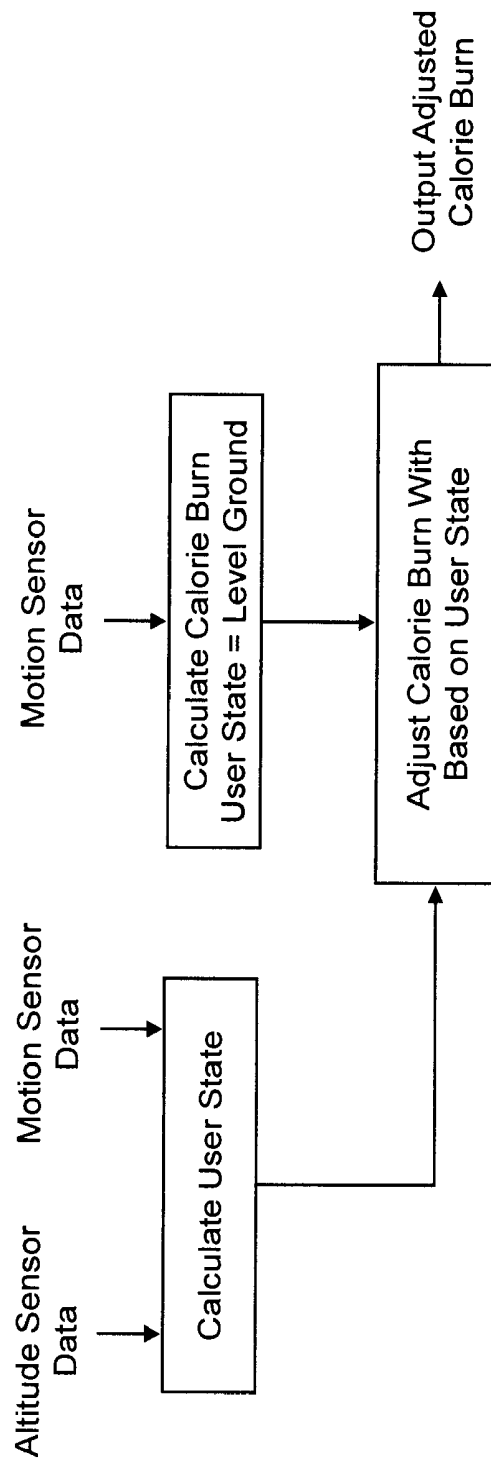 Altitude Sensor
Data
Motion Sensor
Data
Calculate User State
Motion Sensor
Data
Calculate Calorie Burn
User State = Level Ground
Adjust Calorie Burn With
Based on User State
Output Adjusted
Calorie Burn